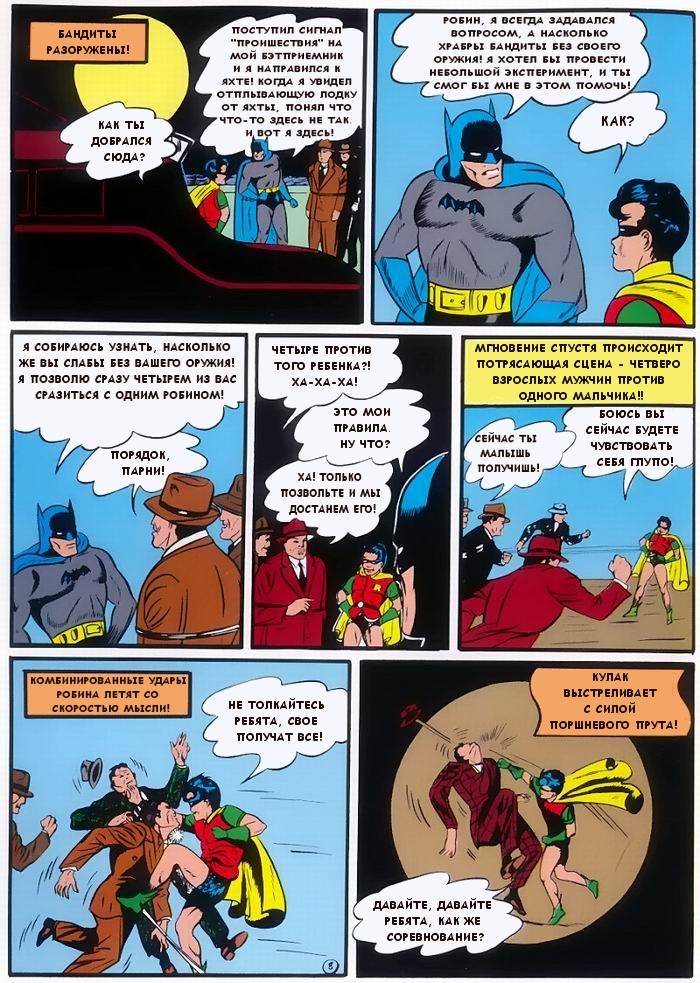 БАНДИТЫ
РАЗОРУЖЕНЫ!
КАК ТЫ
ДОБРАЛСЯ
СЮДА?
ПОСТУПИЛ СИГНАЛ
"ПРОИШЕСТВИЯ" НА
МОЙ БЭТПРИЕМНИК
И Я НАПРАВИЛСЯ К
ЯХТЕ! КОГДА Я УВИДЕЛ
ОТПЛЫВАЮЩУЮ ЛОДКУ
ОТ ЯХТЫ, ПОНЯЛ ЧТО
ЧТО-ТО ЗДЕСЬ НЕ ТАК.
И ВОТ Я ЗДЕСЬ!
РОБИН, Я ВСЕГДА ЗАДАВАЛСЯ
ВОПРОСОМ, А НАСКОЛЬКО
ХРАБРЫ БАНДИТЫ БЕЗ СВОЕГО
ОРУЖИЯ! Я ХОТЕЛ БЫ ПРОВЕСТИ
НЕБОЛЬШОЙ ЭКСПЕРИМЕНТ, И ТЫ
СМОГ БЫ МНЕ В ЭТОМ ПОМОЧЬ!
КАК?
Я СОБИРАЮСЬ УЗНАТЬ, НАСКОЛЬКО
ЖЕ ВЫ СЛАБЫ БЕЗ ВАШЕГО ОРУЖИЯ!
Я ПОЗВОЛЮ СРАЗУ ЧЕТЫРЕМ ИЗ ВАС
СРАЗИТЬСЯ С ОДНИМ РОБИНОМ!
ПОРЯДОК,
ПАРНИ!
ЧЕТЫРЕ ПРОТИВ
ТОГО РЕБЕНКА?!
ХА-ХА-ХА!
ЭТО МОИ
ПРАВИЛА.
НУ ЧТО?
ХА! ТОЛЬКО
ПОЗВОЛЬТЕ И МЫ
ДОСТАНЕМ ЕГО!
МГНОВЕНИЕ СПУСТЯ ПРОИСХОДИТ
ПОТРЯСАЮЩАЯ СЦЕНА - ЧЕТВЕРО
ВЗРОСЛЫХ МУЖЧИН ПРОТИВ
ОДНОГО МАЛЬЧИКА!!
СЕЙЧАС ТЫ
МАЛЫШЬ
ПОЛУЧИШЬ!
БОЮСЬ ВЫ
СЕЙЧАС БУДЕТЕ
ЧУВСТВОВАТЬ
СЕБЯ ГЛУПО!
R
КОМБИНИРОВАННЫЕ УДАРЫ
РОБИНА ЛЕТЯТ СО
СКОРОСТЬЮ МЫСЛИ!
НЕ ТОЛКАЙТЕСЬ
РЕБЯТА, СВОЕ
ПОЛУЧАТ ВСЕ!
8
КУЛАК
ВЫСТРЕЛИВАЕТ
С СИЛОЙ
ПОРШНЕВОГО ПРУТА!
ДАВАЙТЕ, ДАВАЙТЕ
РЕБЯТА, КАК ЖЕ
СОРЕВНОВАНИЕ?